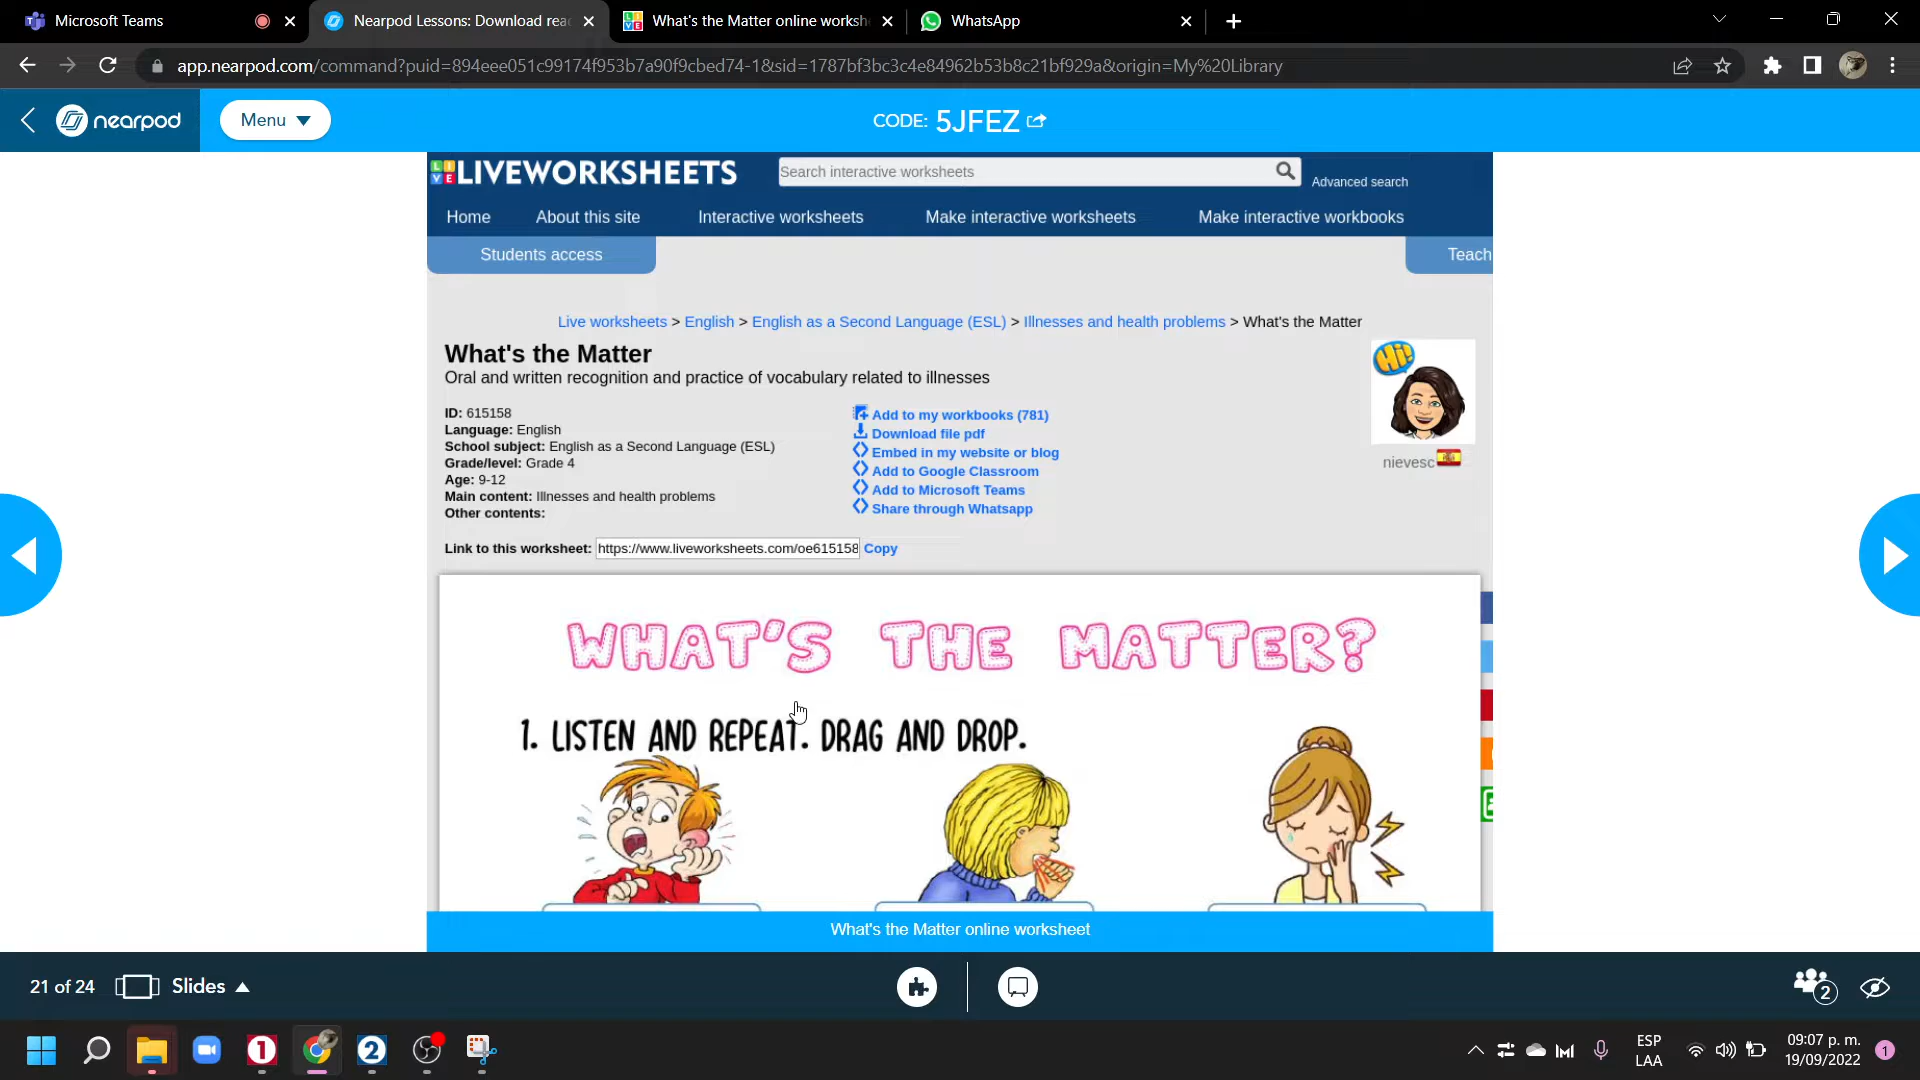 Microsoft Teams
Nearpod Lessons: Download rea
What's the Matter online worksh
WhatsApp
app.nearpod.com/command?puid=894eee051c99174f953b7a90f9cbed74-1&sid=1787bf3bc3c4e84962b53b8c21bf929a&origin=My%20Library
nearpod
Menu
CODE: 5JFEZ
LIVE LIVEWORKSHEETS
Search interactive worksheets
Advanced search
Home
About this site
Interactive worksheets
Make interactive worksheets
Make interactive workbooks
Students access
Teach
Live worksheets > English > English as a Second Language (ESL) > Illnesses and health problems > What's the Matter
What's the Matter
Oral and written recognition and practice of vocabulary related to illnesses
Hi!
nievesc
ID: 615158
Language: English
School subject: English as a Second Language (ESL)
Grade/level: Grade 4
Age: 9-12
Main content: Illnesses and health problems
Other contents:
Add to my workbooks (781)
Download file pdf
Embed in my website or blog
Add to Google Classroom
Add to Microsoft Teams
Share through Whatsapp
Link to this worksheet: https://www.liveworksheets.com/oe615158 Copy
WHAT'S THE MATTER?
1. LISTEN AND REPEAT. DRAG AND DROP.
What's the Matter online worksheet
21 of 24
Slides
2
1
2
ESP
LAA
09:07 p. m.
19/09/2022
1